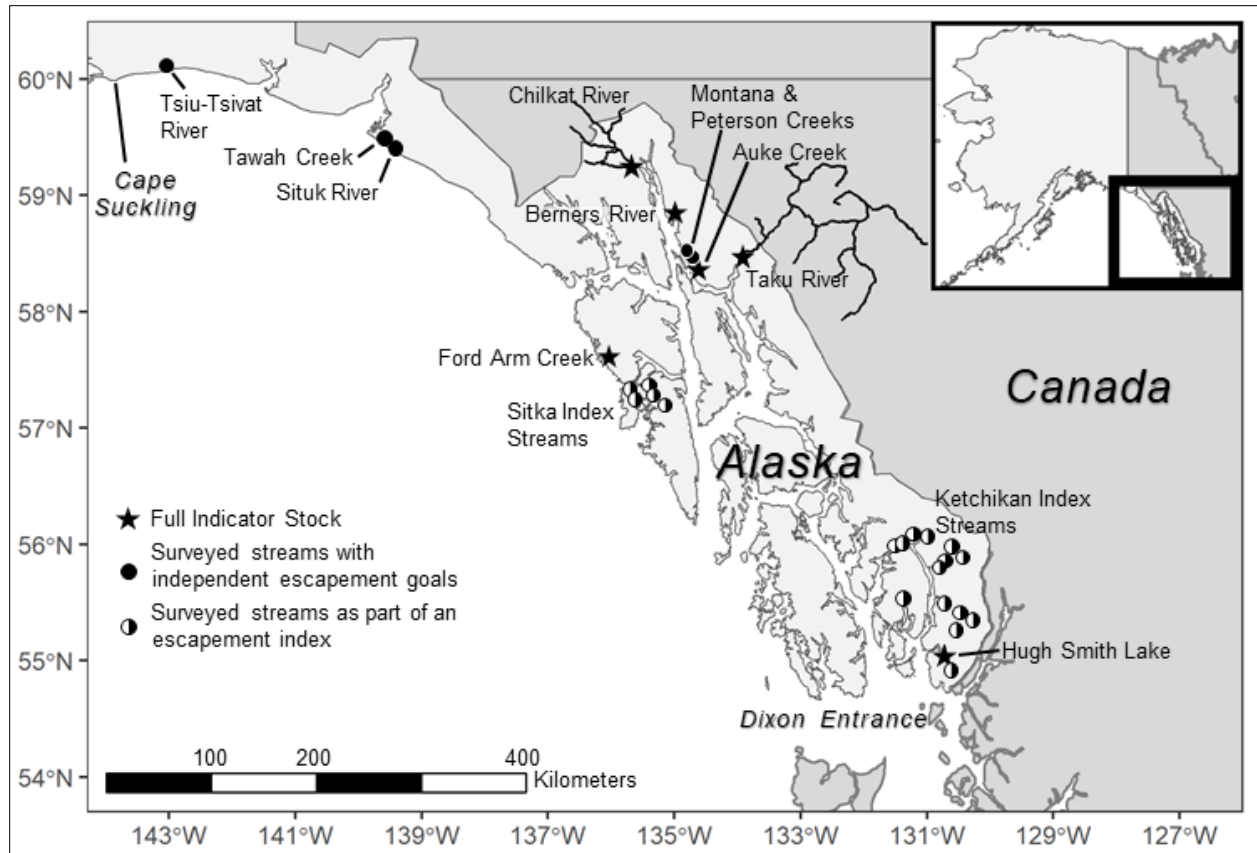 60°N
59°N
58°N
57°N
56°N
55°N
54°N
Tsiu-Tsivat
River
Cape
Suckling
Tawah Creek
Situk River
Chilkat River
Montana &
Peterson Creeks
Auke Creek
Berners River
Taku River
Ford Arm Creek
Sitka Index
Streams
Canada
Alaska
Ketchikan Index
Streams
Hugh Smith Lake
Dixon Entrance
Full Indicator Stock
Surveyed streams with
independent escapement goals
Surveyed streams as part of an
escapement index
100 200 400
Kilometers
143°W 141°W 139°W 137°W 135°W 133°W 131°W 129°W 127°W